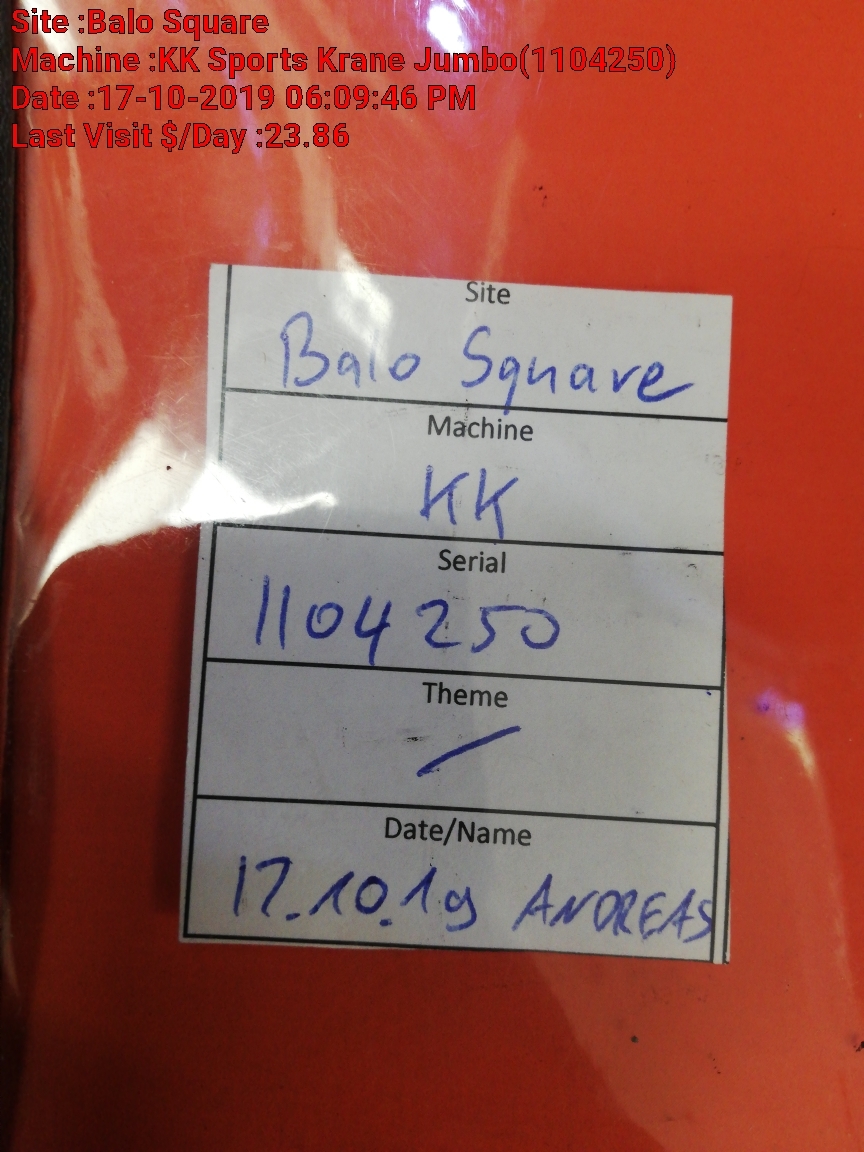 Site :Balo Square
Machine :KK Sports Krane Jumbo(1104250)
Date :17-10-2019 06:09:46 PM
Last Visit $/Day :23.86
Site
Balo Square
Machine
KK
Serial
1104250
Theme
/
Date/Name
17.10.19 ANDREAS